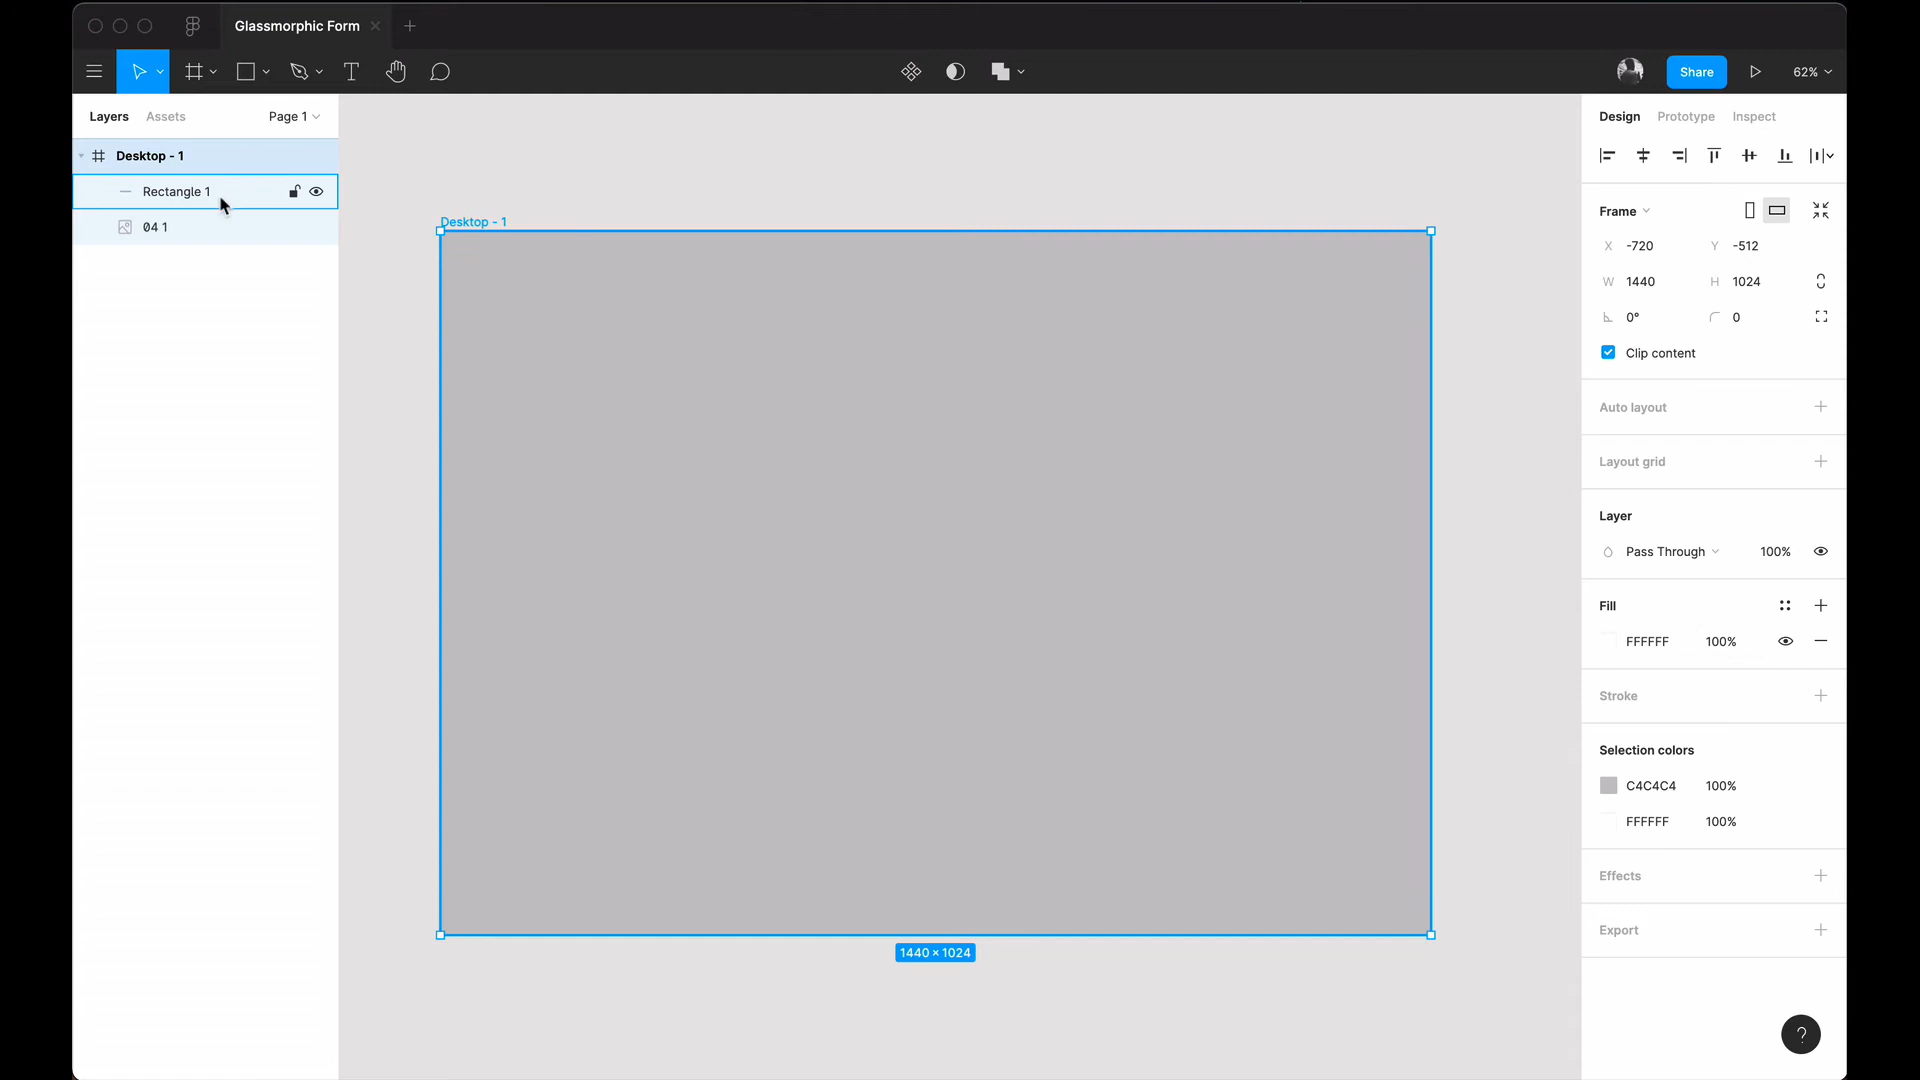 Glassmorphic Form
Share
62%
Layers Assets Page 1
Desktop - 1
Rectangle 1
04 1
Desktop - 1
1440 × 1024
Design Prototype Inspect
Frame
X -720 Y -512
W 1440 H 1024
0° 0
Clip content
Auto layout
Layout grid
Layer
Pass Through 100%
Fill
FFFFFF 100%
Stroke
Selection colors
C4C4C4 100%
FFFFFF 100%
Effects
Export
?